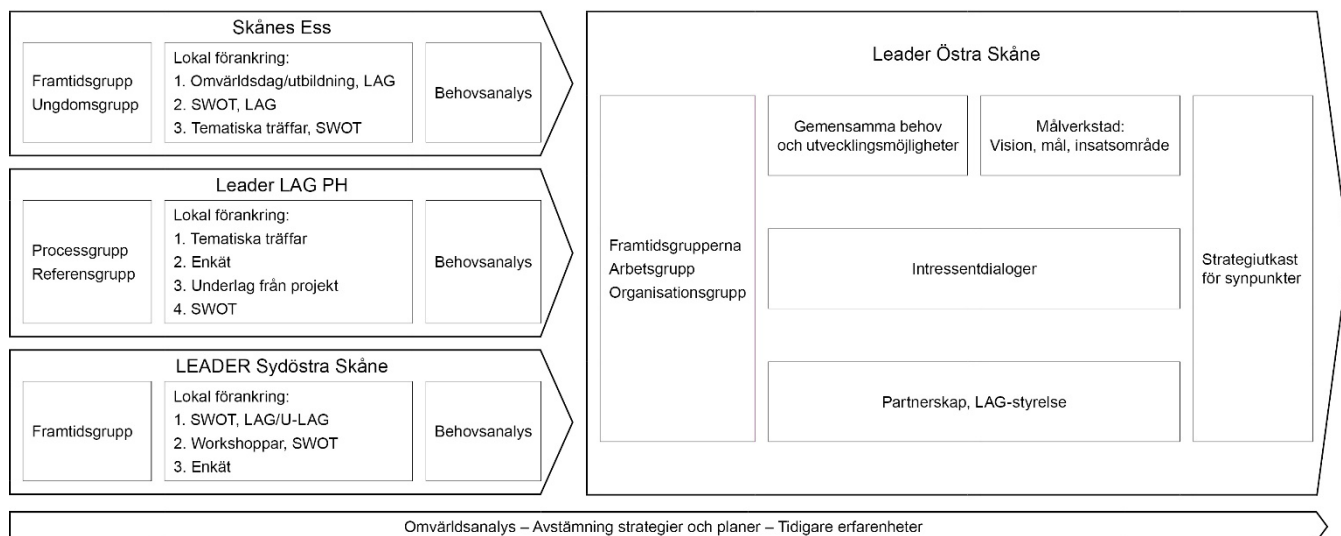 Skånes Ess
Framtidsgrupp
Ungdomsgrupp
Lokal förankring:
1. Omvärldsdag/utbildning, LAG
2. SWOT, LAG
3. Tematiska träffar, SWOT
Behovsanalys
Leader LAG PH
Processgrupp
Referensgrupp
Lokal förankring:
1. Tematiska träffar
2. Enkät
3. Underlag från projekt
4. SWOT
Behovsanalys
LEADER Sydöstra Skåne
Framtidsgrupp
Lokal förankring:
1. SWOT, LAG/U-LAG
2. Workshoppar, SWOT
3. Enkät
Behovsanalys
Leader Östra Skåne
Framtidsgrupperna
Arbetsgrupp
Organisationsgrupp
Gemensamma behov
och utvecklingsmöjligheter
Målverkstad:
Vision, mål, insatsområde
Intressentdialoger
Partnerskap, LAG-styrelse
Strategiutkast
för synpunkter
Omvärldsanalys – Avstämning strategier och planer – Tidigare erfarenheter